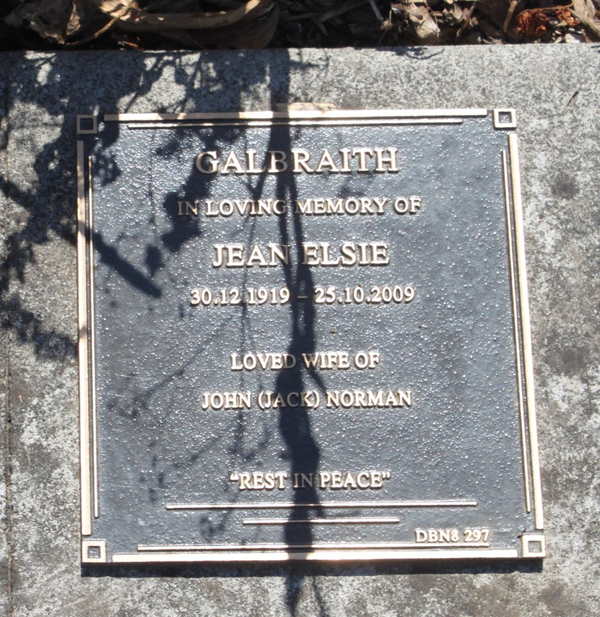 GALBRAITH
IN LOVING MEMORY OF
JEAN ELSIE
30.12.1919 – 25.10.2009
LOVED WIFE OF
JOHN (JACK) NORMAN
"REST IN PEACE"
DBN8 297